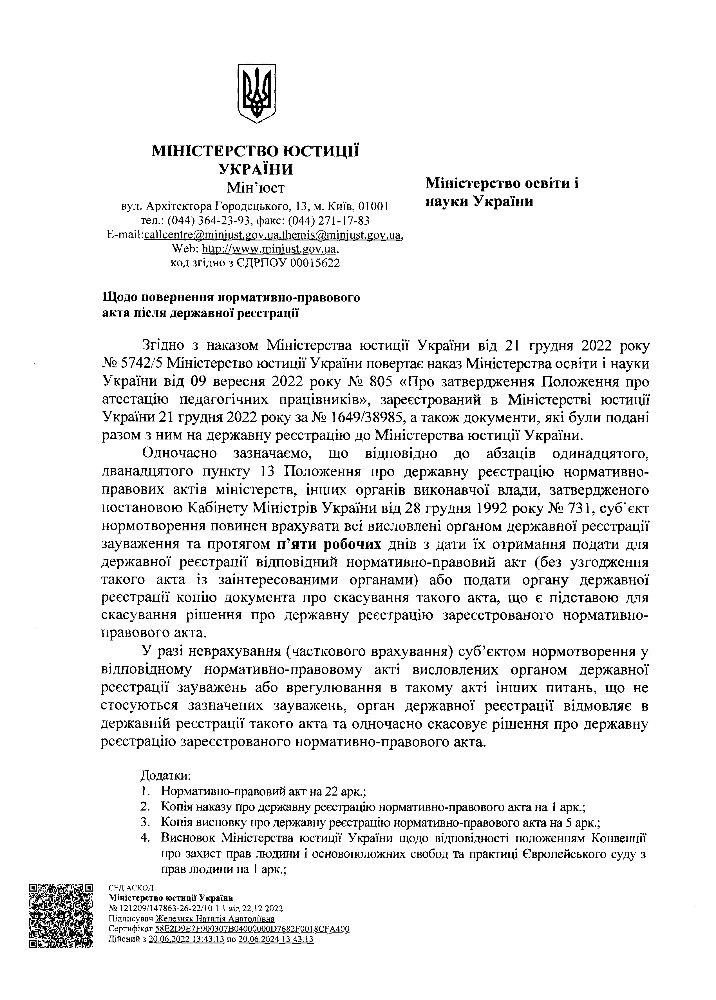 МІНІСТЕРСТВО ЮСТИЦІЇ
УКРАЇНИ
Мін’юст
вул. Архітектора Городецького, 13, м. Київ, 01001
тел.: (044) 364-23-93, факс: (044) 271-17-83
E-mail:callcentre@minjust.gov.ua,themis@minjust.gov.ua,
Web: http://www.minjust.gov.ua,
код згідно з ЄДРПОУ 00015622
Міністерство освіти і
науки України
Щодо повернення нормативно-правового
акта після державної реєстрації
Згідно з наказом Міністерства юстиції України від 21 грудня 2022 року
№ 5742/5 Міністерство юстиції України повертає наказ Міністерства освіти і науки
України від 09 вересня 2022 року № 805 «Про затвердження Положення про
атестацію педагогічних працівників», зареєстрований в Міністерстві юстиції
України 21 грудня 2022 року за № 1649/38985, а також документи, які були подані
разом з ним на державну реєстрацію до Міністерства юстиції України.
Одночасно зазначаємо, що відповідно до абзаців одинадцятого,
дванадцятого пункту 13 Положення про державну реєстрацію нормативно-
правових актів міністерств, інших органів виконавчої влади, затвердженого
постановою Кабінету Міністрів України від 28 грудня 1992 року № 731, суб’єкт
нормотворення повинен врахувати всі висловлені органом державної реєстрації
зауваження та протягом п’яти робочих днів з дати їх отримання подати для
державної реєстрації відповідний нормативно-правовий акт (без узгодження
такого акта із заінтересованими органами) або подати органу державної
реєстрації копію документа про скасування такого акта, що є підставою для
скасування рішення про державну реєстрацію зареєстрованого нормативно-
правового акта.
У разі неврахування (часткового врахування) суб’єктом нормотворення у
відповідному нормативно-правовому акті висловлених органом державної
реєстрації зауважень або врегулювання в такому акті інших питань, що не
стосуються зазначених зауважень, орган державної реєстрації відмовляє в
державній реєстрації такого акта та одночасно скасовує рішення про державну
реєстрацію зареєстрованого нормативно-правового акта.
Додатки:
1. Нормативно-правовий акт на 22 арк.;
2. Копія наказу про державну реєстрацію нормативно-правового акта на 1 арк.;
3. Копія висновку про державну реєстрацію нормативно-правового акта на 5 арк.;
4. Висновок Міністерства юстиції України щодо відповідності положенням Конвенції
про захист прав людини і основоположних свобод та практиці Європейського суду з
прав людини на 1 арк.;
СЕД АСКОД
Міністерство юстиції України
№ 121209/147863-26-22/10.1.1 від 22.12.2022
Підписувач Железняк Наталія Анатоліївна
Сертифікат 58E2D9E7F900307B04000000D7682F0018CFA400
Дійсний з 20.06.2022 13:43:13 по 20.06.2024 13:43:13